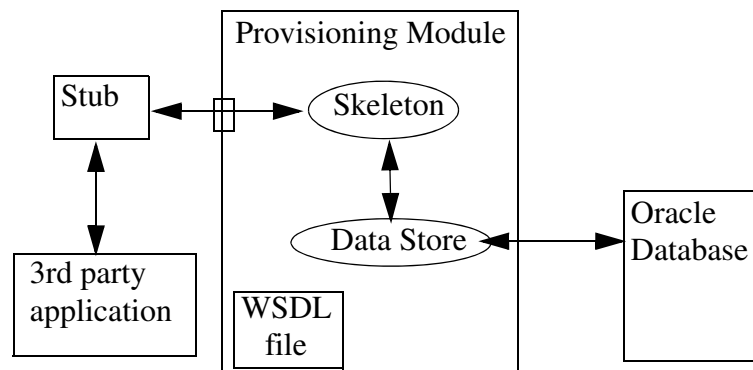 Provisioning Module
Stub
Skeleton
Data Store
Oracle
Database
3rd party
application
WSDL
file